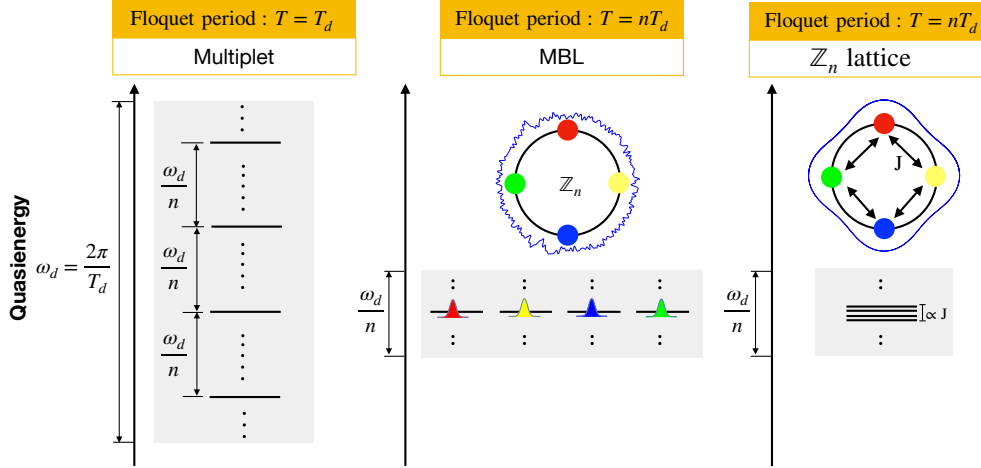 Floquet period : T = T_d
Multiplet
Floquet period : T = nT_d
MBL
Floquet period : T = nT_d
ℤ_n lattice
Quasienergy
ω_d = 2π/T_d
ω_d/n
ω_d/n
ω_d/n
ω_d/n
ℤ_n
ω_d/n
J
ω_d/n
∝ J